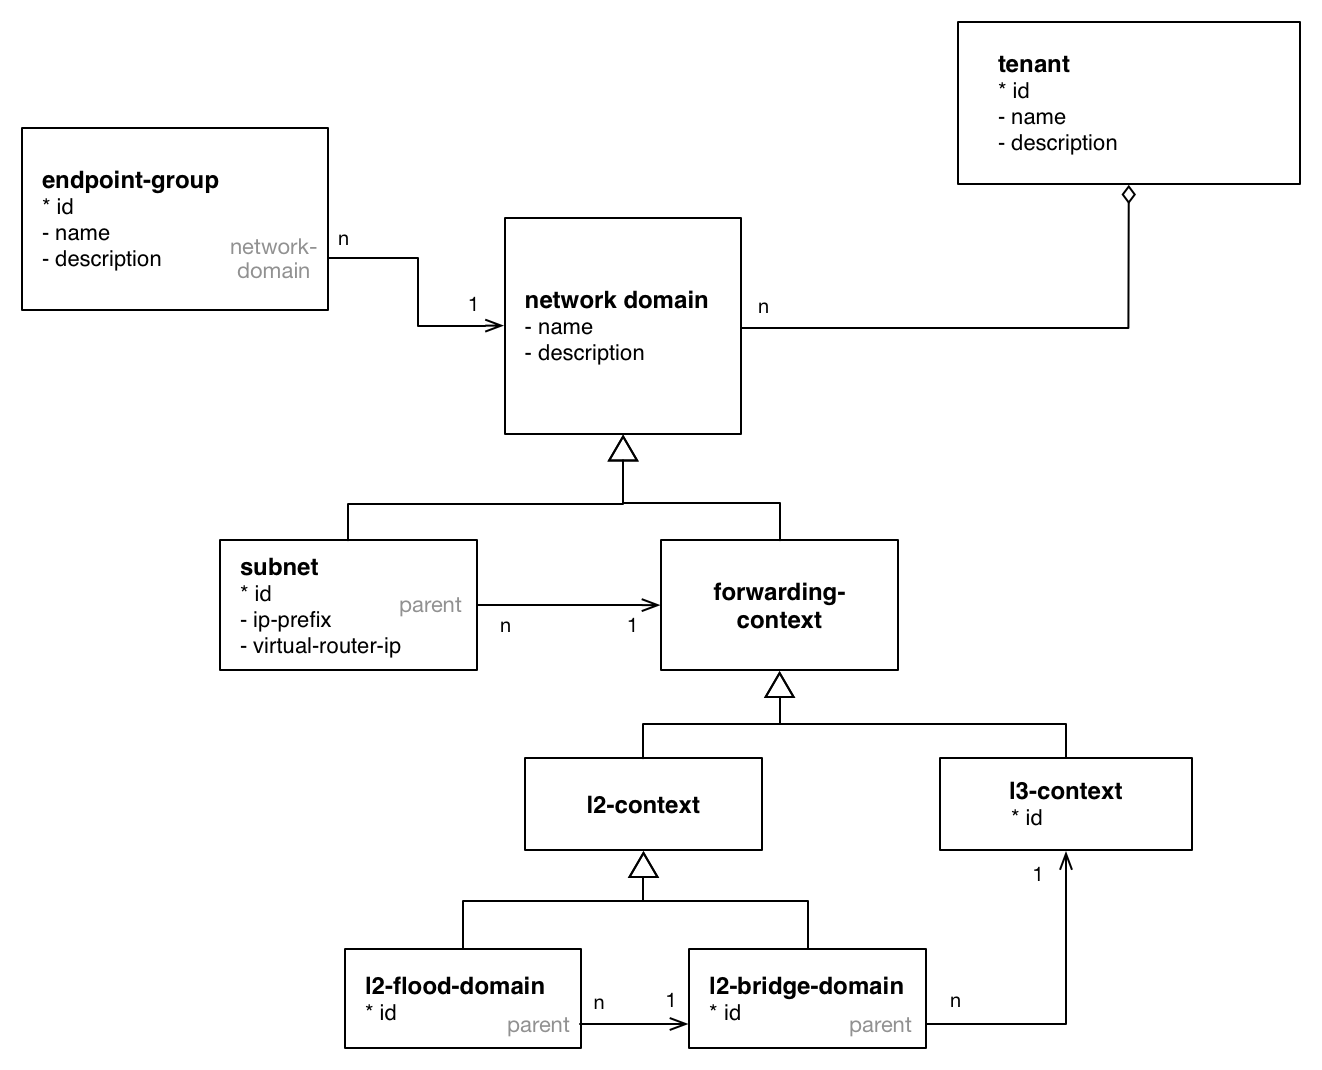 tenant
* id
- name
- description
endpoint-group
* id
- name
- description
network-
domain
n
1
network domain
- name
- description
n
subnet
* id
- ip-prefix
- virtual-router-ip
parent
n
1
forwarding-
context
l2-context
l3-context
* id
1
l2-flood-domain
* id
parent
n
1
l2-bridge-domain
* id
parent
n